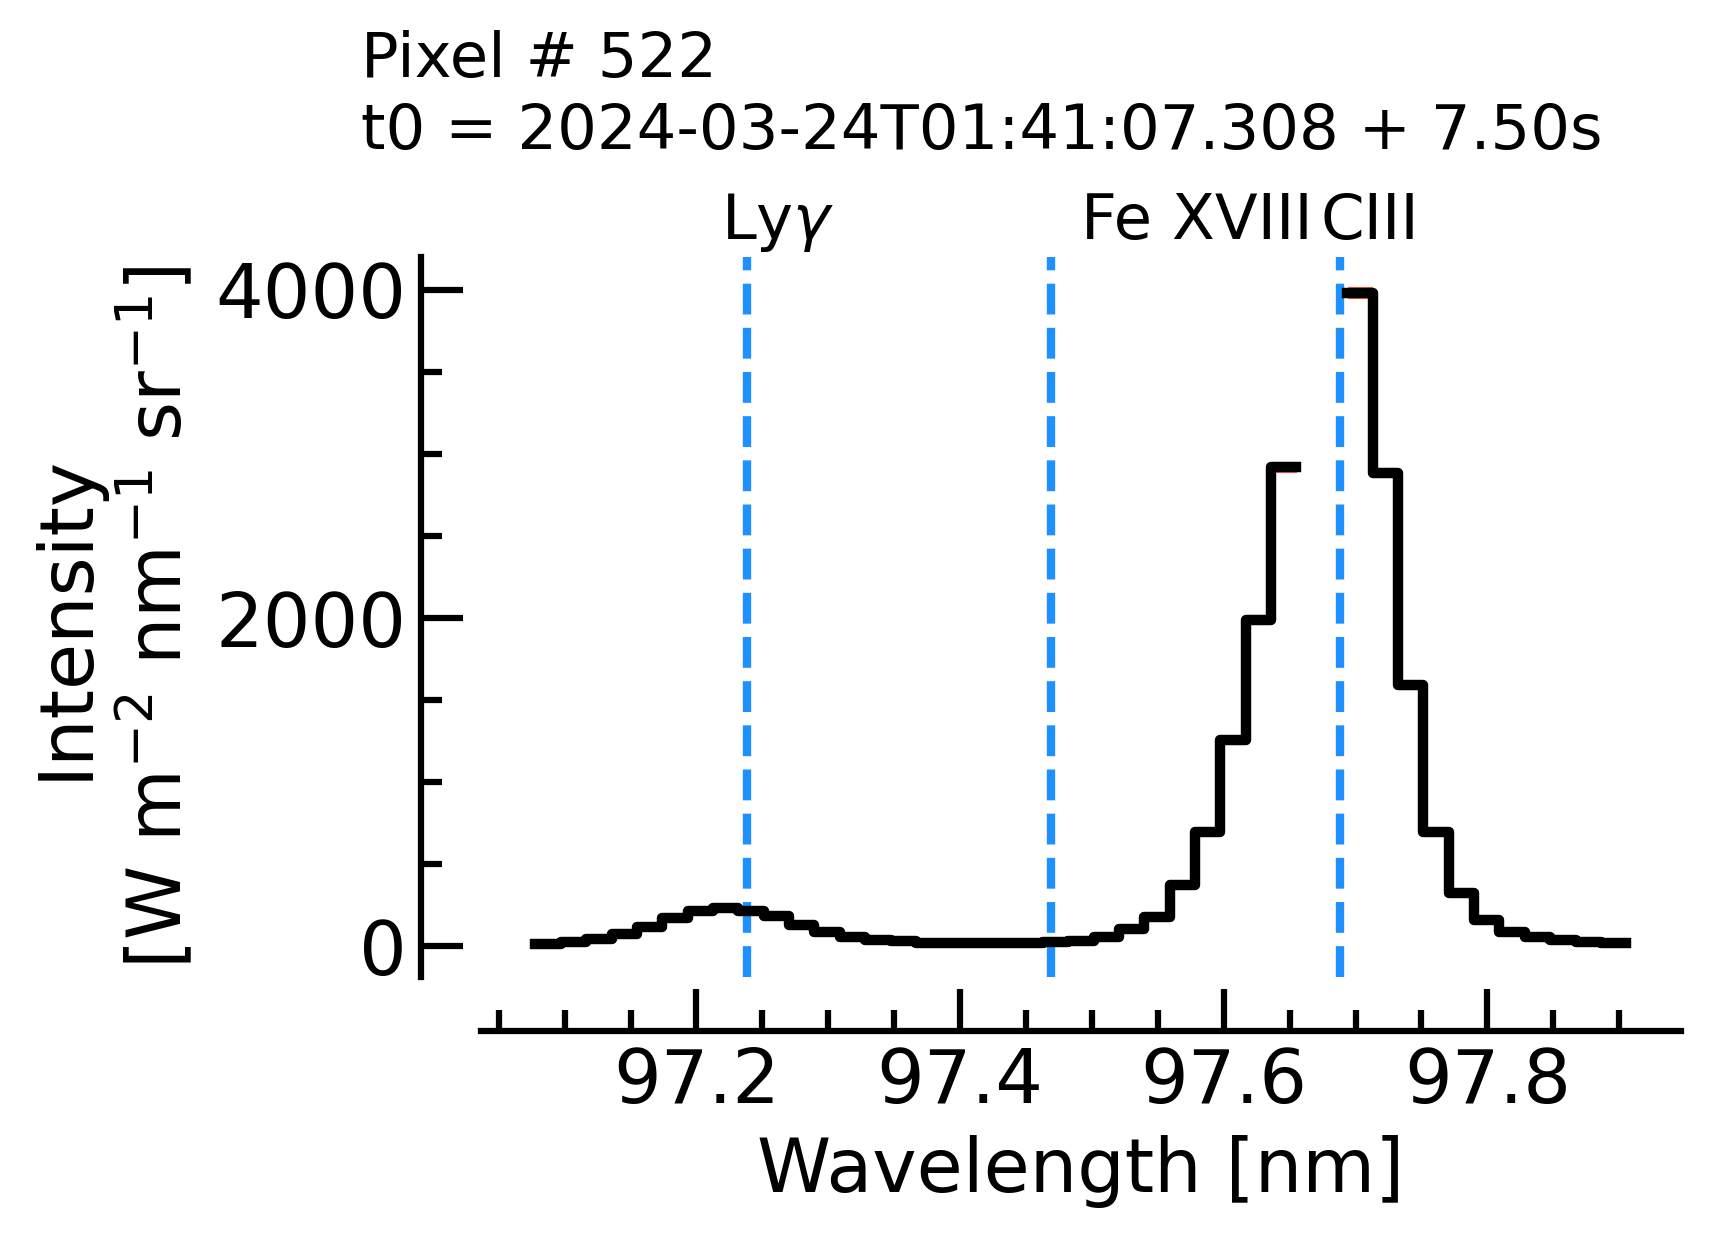 Pixel # 522
t0 = 2024-03-24T01:41:07.308 + 7.50s
Lyγ Fe XVIII CIII
Intensity
[W m⁻² nm⁻¹ sr⁻¹]
4000
2000
0
97.2 97.4 97.6 97.8
Wavelength [nm]